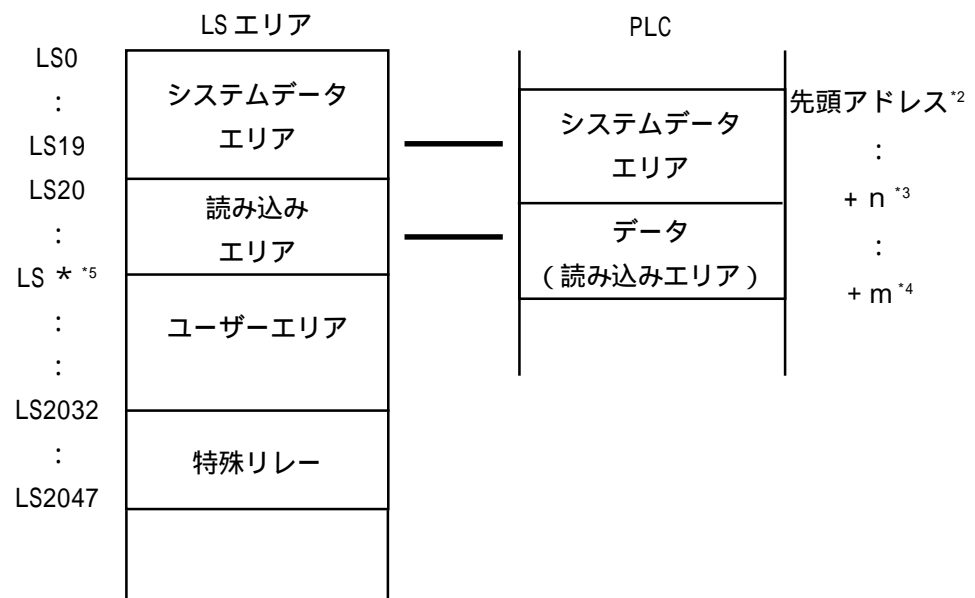 LSエリア
PLC
LS0
:
LS19
LS20
:
LS * *5
:
:
LS2032
:
LS2047
システムデータ
エリア
読み込み
エリア
ユーザーエリア
特殊リレー
システムデータ
エリア
データ
(読み込みエリア)
先頭アドレス*2
:
+ n *3
:
+ m *4